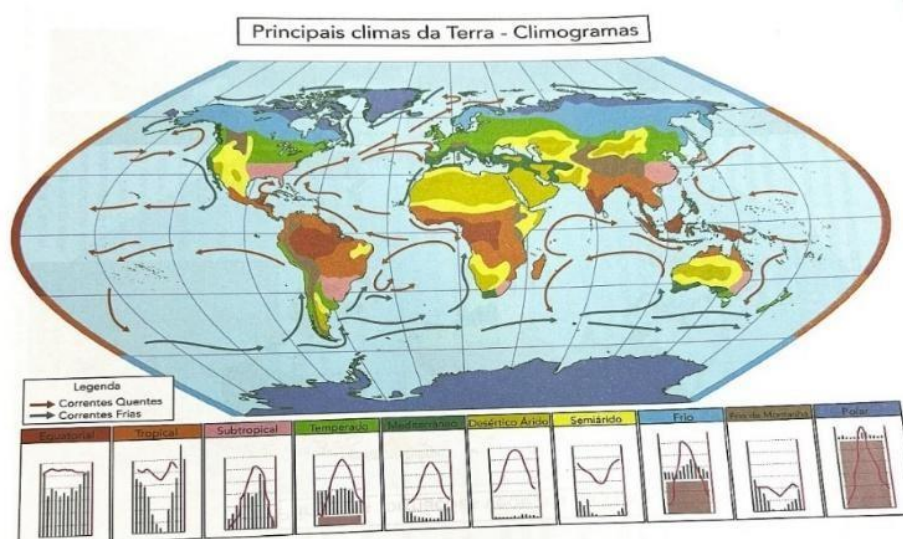 Principais climas da Terra - Climogramas
Legenda
Correntes Quentes
Correntes Frias
Equatorial
Tropical
Subtropical
Temperado
Mediterrâneo
Desértico Árido
Semiárido
Frio
Frio da Montanha
Polar